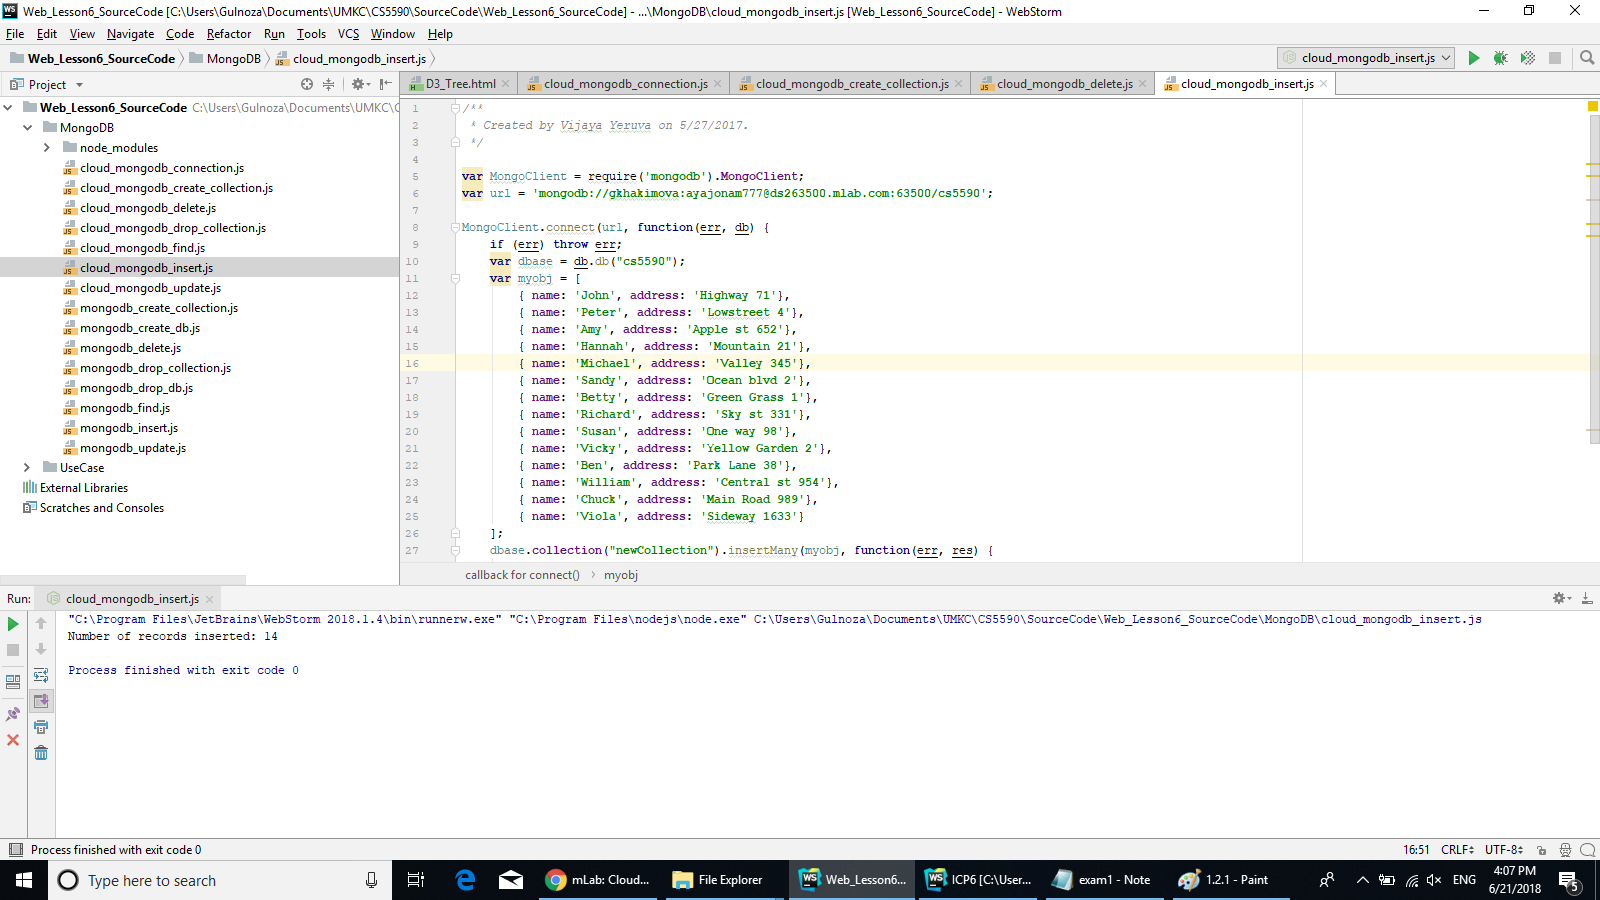 Web_Lesson6_SourceCode [C:\Users\Gulnoza\Documents\UMKC\CS5590\SourceCode\Web_Lesson6_SourceCode] - ...\MongoDB\cloud_mongodb_insert.js [Web_Lesson6_SourceCode] - WebStorm
File Edit View Navigate Code Refactor Run Tools VCS Window Help
Web_Lesson6_SourceCode MongoDB cloud_mongodb_insert.js
cloud_mongodb_insert.js
Project
D3_Tree.html cloud_mongodb_connection.js cloud_mongodb_create_collection.js cloud_mongodb_delete.js cloud_mongodb_insert.js
Web_Lesson6_SourceCode C:\Users\Gulnoza\Documents\UMKC\C
MongoDB
node_modules
cloud_mongodb_connection.js
cloud_mongodb_create_collection.js
cloud_mongodb_delete.js
cloud_mongodb_drop_collection.js
cloud_mongodb_find.js
cloud_mongodb_insert.js
cloud_mongodb_update.js
mongodb_create_collection.js
mongodb_create_db.js
mongodb_delete.js
mongodb_drop_collection.js
mongodb_drop_db.js
mongodb_find.js
mongodb_insert.js
mongodb_update.js
UseCase
External Libraries
Scratches and Consoles
1 /**
2 * Created by Vijaya Yeruva on 5/27/2017.
3 */
4
5 var MongoClient = require('mongodb').MongoClient;
6 var url = 'mongodb://gkhakimova:ayajonam777@ds263500.mlab.com:63500/cs5590';
7
8 MongoClient.connect(url, function(err, db) {
9 if (err) throw err;
10 var dbase = db.db("cs5590");
11 var myobj = [
12 { name: 'John', address: 'Highway 71'},
13 { name: 'Peter', address: 'Lowstreet 4'},
14 { name: 'Amy', address: 'Apple st 652'},
15 { name: 'Hannah', address: 'Mountain 21'},
16 { name: 'Michael', address: 'Valley 345'},
17 { name: 'Sandy', address: 'Ocean blvd 2'},
18 { name: 'Betty', address: 'Green Grass 1'},
19 { name: 'Richard', address: 'Sky st 331'},
20 { name: 'Susan', address: 'One way 98'},
21 { name: 'Vicky', address: 'Yellow Garden 2'},
22 { name: 'Ben', address: 'Park Lane 38'},
23 { name: 'William', address: 'Central st 954'},
24 { name: 'Chuck', address: 'Main Road 989'},
25 { name: 'Viola', address: 'Sideway 1633'}
26 ];
27 dbase.collection("newCollection").insertMany(myobj, function(err, res) {
callback for connect() myobj
Run: cloud_mongodb_insert.js
"C:\Program Files\JetBrains\WebStorm 2018.1.4\bin\runnerw.exe" "C:\Program Files\nodejs\node.exe" C:\Users\Gulnoza\Documents\UMKC\CS5590\SourceCode\Web_Lesson6_SourceCode\MongoDB\cloud_mongodb_insert.js
Number of records inserted: 14
Process finished with exit code 0
Process finished with exit code 0
16:51 CRLF UTF-8
Type here to search
mLab: Cloud...
File Explorer
Web_Lesson6...
ICP6 [C:\User...
exam1 - Note
1.2.1 - Paint
ENG
4:07 PM
6/21/2018
5